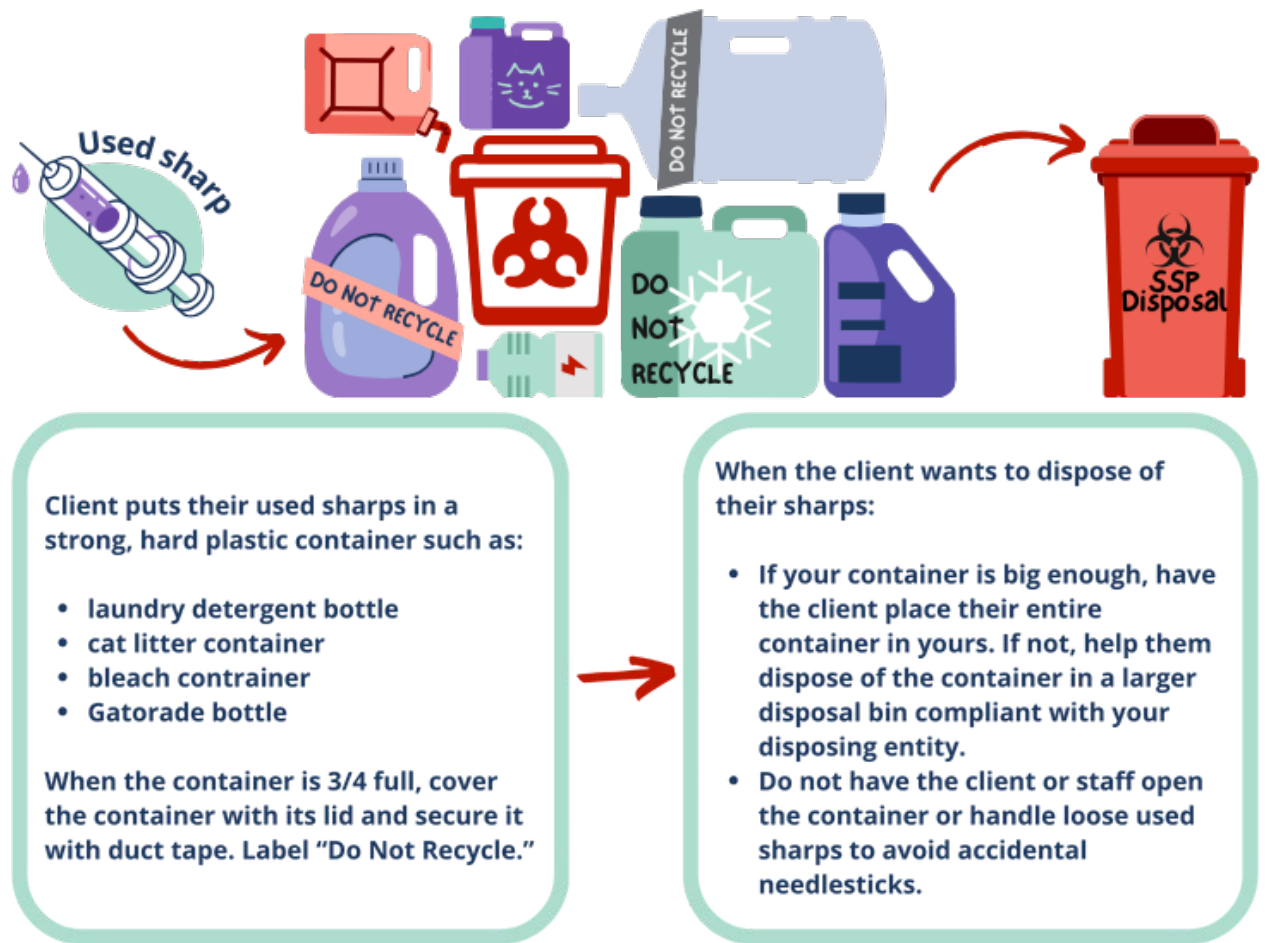 Used sharp
DO NOT RECYCLE
DO NOT RECYCLE
DO
NOT
RECYCLE
SSP
Disposal
Client puts their used sharps in a
strong, hard plastic container such as:
• laundry detergent bottle
• cat litter container
• bleach contrainer
• Gatorade bottle
When the container is 3/4 full, cover
the container with its lid and secure it
with duct tape. Label “Do Not Recycle.”
When the client wants to dispose of
their sharps:
• If your container is big enough, have
the client place their entire
container in yours. If not, help them
dispose of the container in a larger
disposal bin compliant with your
disposing entity.
• Do not have the client or staff open
the container or handle loose used
sharps to avoid accidental
needlesticks.